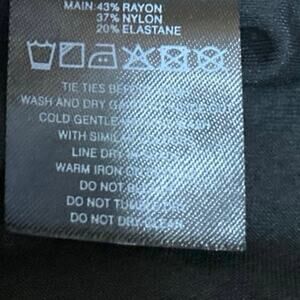 MAIN:43% RAYON
37% NYLON
20% ELASTANE
TIE TIES BEFORE
WASH AND DRY
COLD GENTLE
WITH SIMILAR
LINE DRY
WARM IRON
DO NOT
DO NOT TUMBLE DRY
DO NOT DRY CLEAN